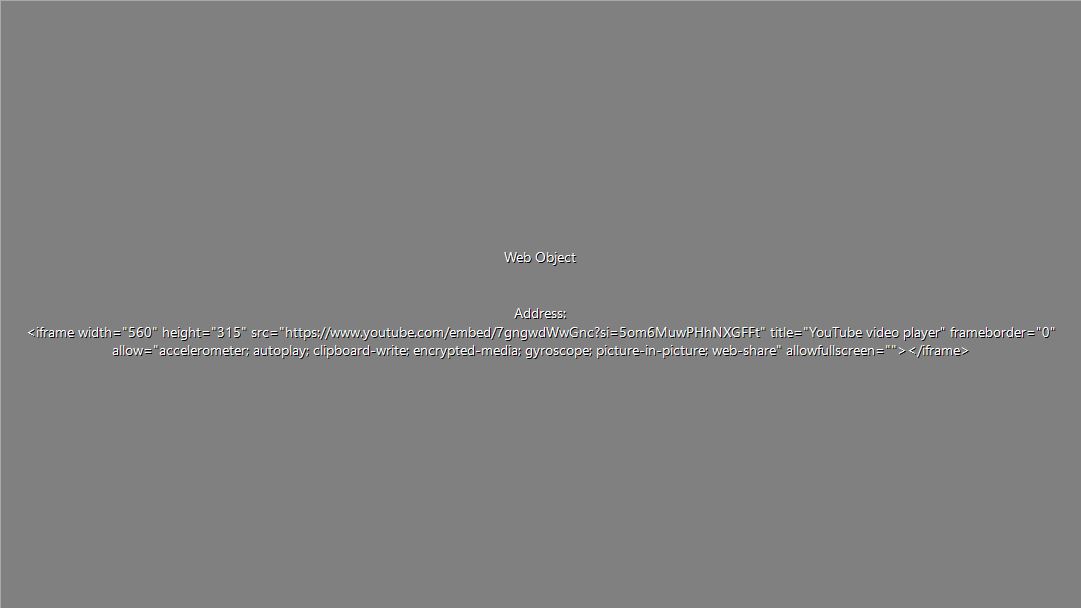 Web Object
Address:
<iframe width="560" height="315" src="https://www.youtube.com/embed/7gngwdWwGnc?si=5om6MuwPHhNXGFFt" title="YouTube video player" frameborder="0"
allow="accelerometer; autoplay; clipboard-write; encrypted-media; gyroscope; picture-in-picture; web-share" allowfullscreen=""></iframe>